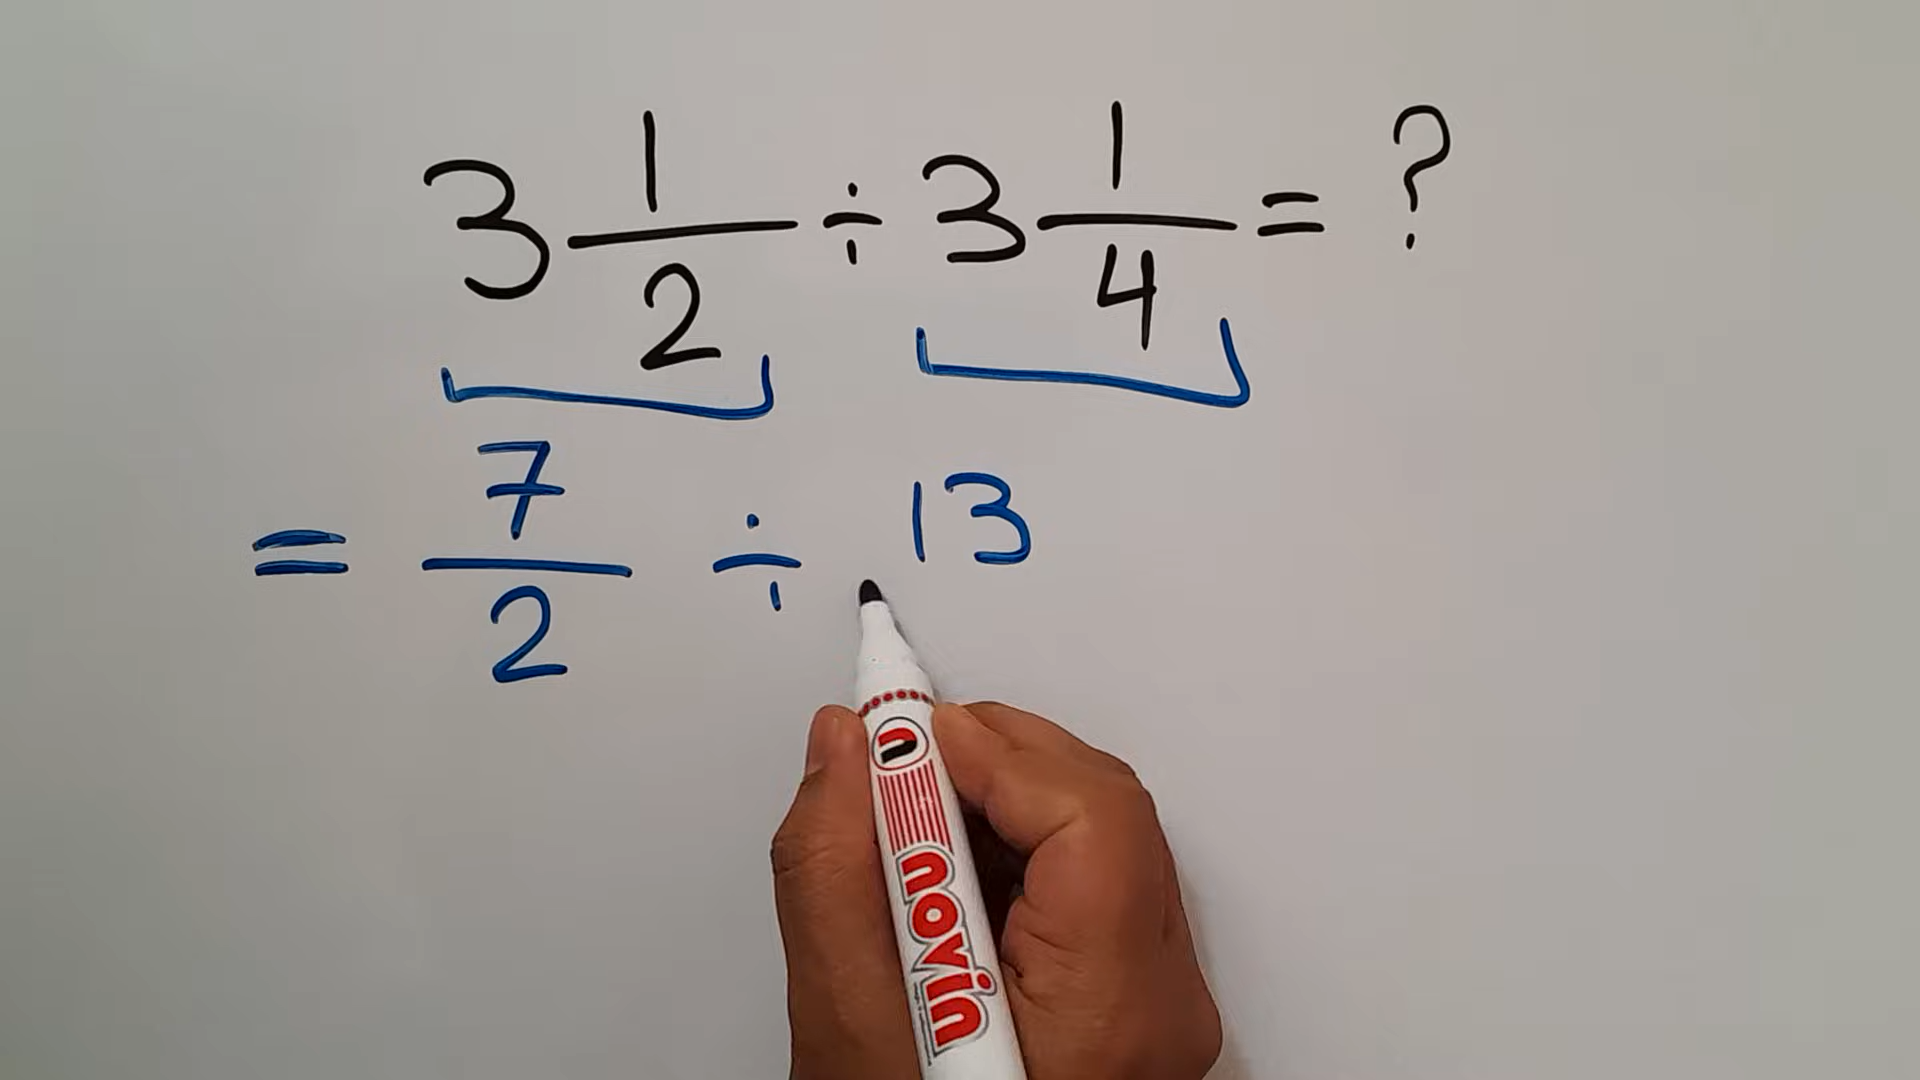 3 1/2 ÷ 3 1/4 = ?
= 7/2 ÷ 13
novin